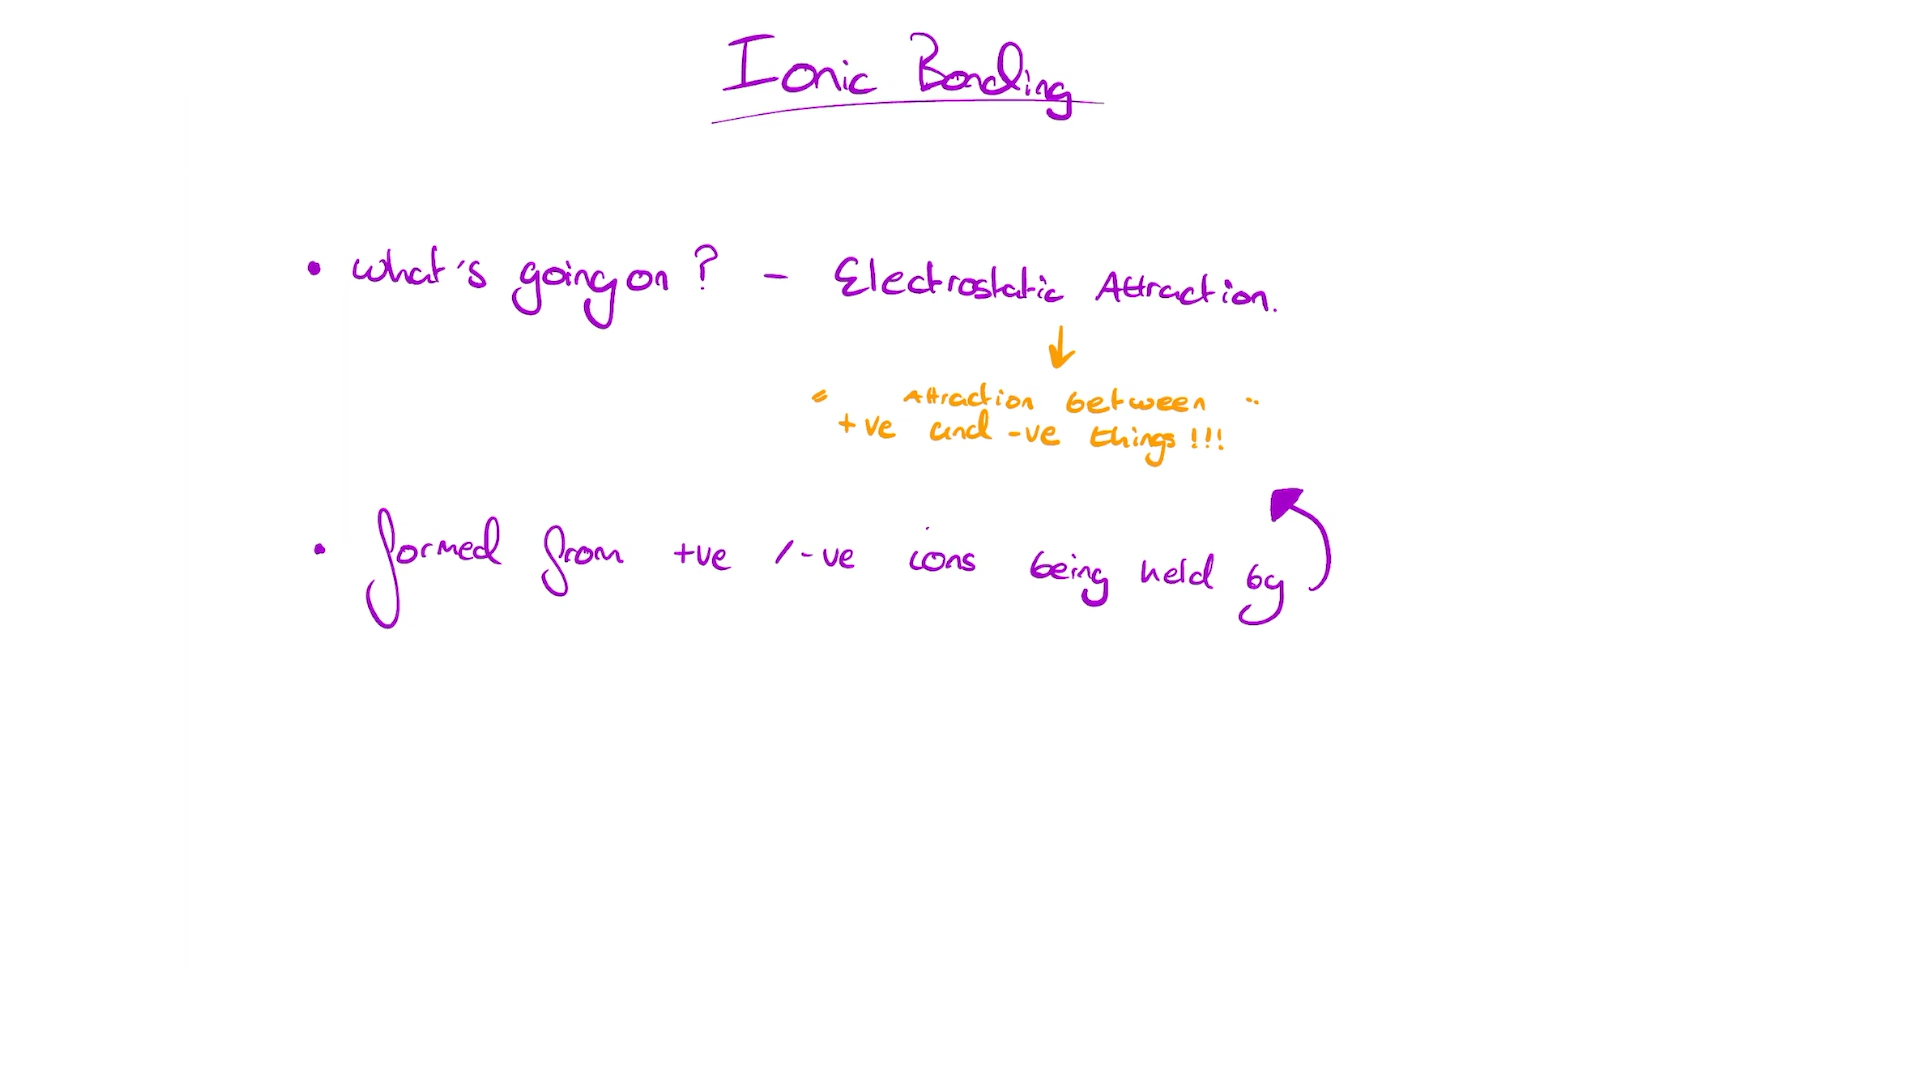 Ionic Bonding
• what's going on? - Electrostatic Attraction.
↓
" Attraction between "
+ve and -ve things!!!
• formed from +ve /-ve ions being held by